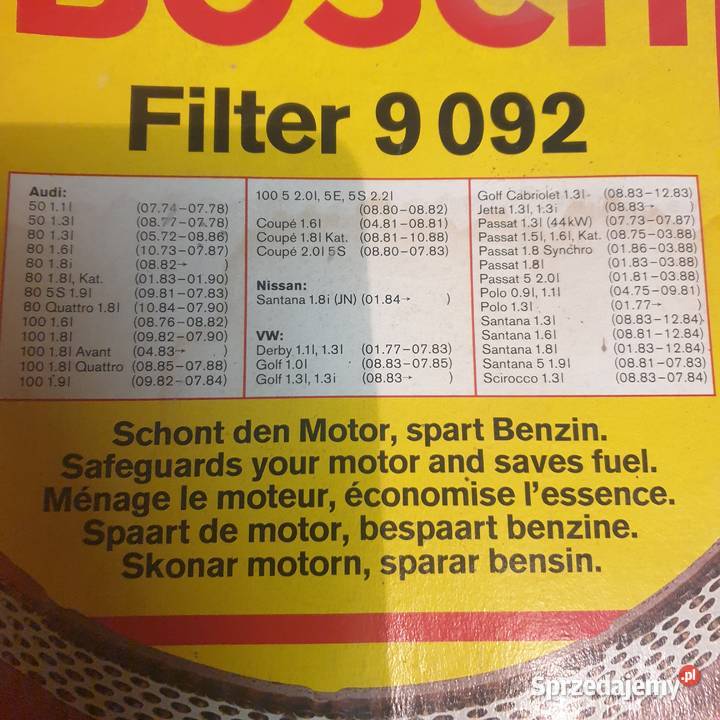 BOSCH
Filter 9 092
Audi:
50 1.1l (07.74-07.78)
50 1.3l (08.77-07.78)
80 1.3l (05.72-08.86)
80 1.6l (10.73-07.87)
80 1.8i (08.82→ )
80 1.8l, Kat. (01.83-01.90)
80 5S 1.9l (09.81-07.83)
80 Quattro 1.8l (10.84-07.90)
100 1.6l (08.76-08.82)
100 1.8l (09.82-07.90)
100 1.8l Avant (04.83→ )
100 1.8l Quattro (08.85-07.88)
100 1.9l (09.82-07.84)
100 5 2.0l, 5E, 5S 2.2l
(08.80-08.82)
Coupé 1.6l (04.81-08.81)
Coupé 1.8l Kat. (08.81-10.88)
Coupé 2.0l 5S (08.80-07.83)
Nissan:
Santana 1.8i (JN) (01.84→ )
VW:
Derby 1.1l, 1.3l (01.77-07.83)
Golf 1.0l (08.83-07.85)
Golf 1.3l, 1.3i (08.83→ )
Golf Cabriolet 1.3l (08.83-12.83)
Jetta 1.3l, 1.3i (08.83→ )
Passat 1.3l (44kW) (07.73-07.87)
Passat 1.5l, 1.6l, Kat. (08.75-03.88)
Passat 1.8 Synchro (01.86-03.88)
Passat 1.8l (01.83-03.88)
Passat 5 2.0l (01.81-03.88)
Polo 0.9l, 1.1l (04.75-09.81)
Polo 1.3l (01.77→ )
Santana 1.3l (08.83-12.84)
Santana 1.6l (08.81-12.84)
Santana 1.8l (01.83-12.84)
Santana 5 1.9l (08.81-07.83)
Scirocco 1.3l (08.83-07.84)
Schont den Motor, spart Benzin.
Safeguards your motor and saves fuel.
Ménage le moteur, économise l'essence.
Spaart de motor, bespaart benzine.
Skonar motorn, sparar bensin.
Sprzedajemy.pl